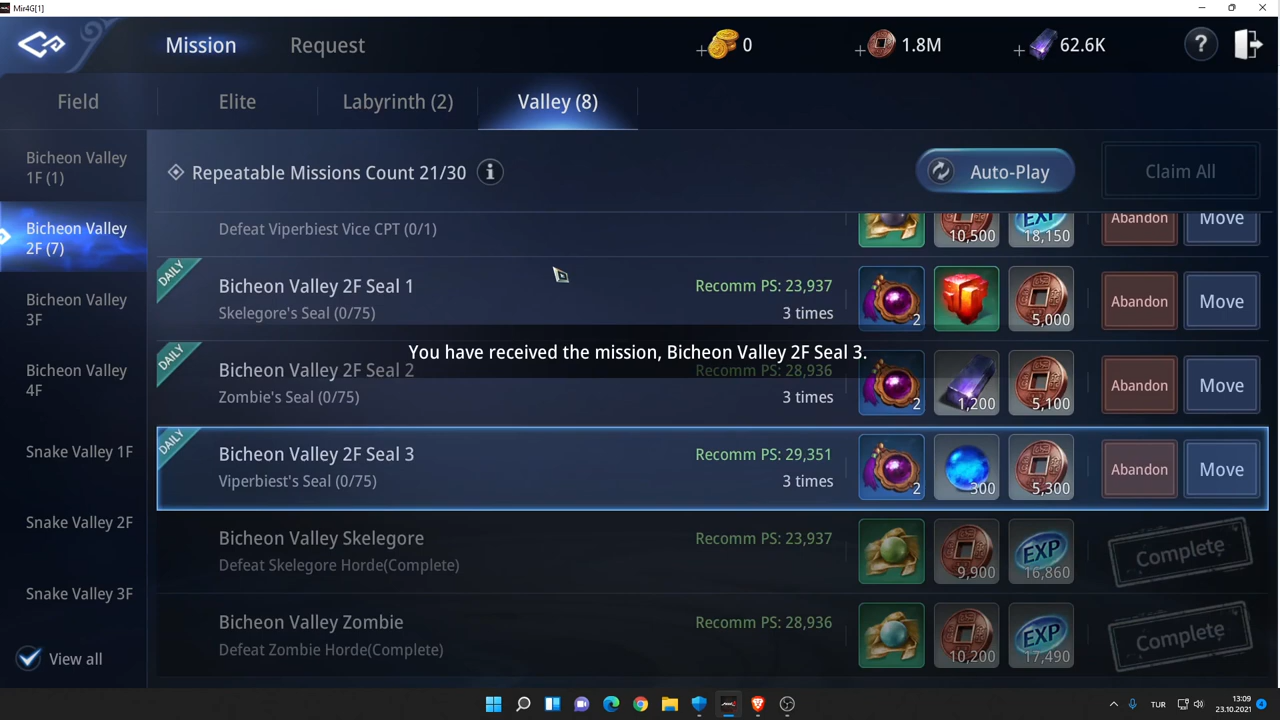 Mir4G[1]
Mission
Request
0
1.8M
62.6K
?
Field
Elite
Labyrinth (2)
Valley (8)
Bicheon Valley
1F (1)
Bicheon Valley
2F (7)
Bicheon Valley
3F
Bicheon Valley
4F
Snake Valley 1F
Snake Valley 2F
Snake Valley 3F
View all
Repeatable Missions Count 21/30
Auto-Play
Claim All
Defeat Viperbiest Vice CPT (0/1)
10,500
EXP
18,150
Abandon
Move
DAILY
Bicheon Valley 2F Seal 1
Skelegore's Seal (0/75)
Recomm PS: 23,937
3 times
2
5,000
Abandon
Move
You have received the mission, Bicheon Valley 2F Seal 3.
DAILY
Bicheon Valley 2F Seal 2
Zombie's Seal (0/75)
Recomm PS: 28,936
3 times
2
1,200
5,100
Abandon
Move
DAILY
Bicheon Valley 2F Seal 3
Viperbiest's Seal (0/75)
Recomm PS: 29,351
3 times
2
300
5,300
Abandon
Move
Bicheon Valley Skelegore
Defeat Skelegore Horde(Complete)
Recomm PS: 23,937
9,900
EXP
16,860
Complete
Bicheon Valley Zombie
Defeat Zombie Horde(Complete)
Recomm PS: 28,936
10,200
EXP
17,490
Complete
TUR
13:09
23.10.2021
4